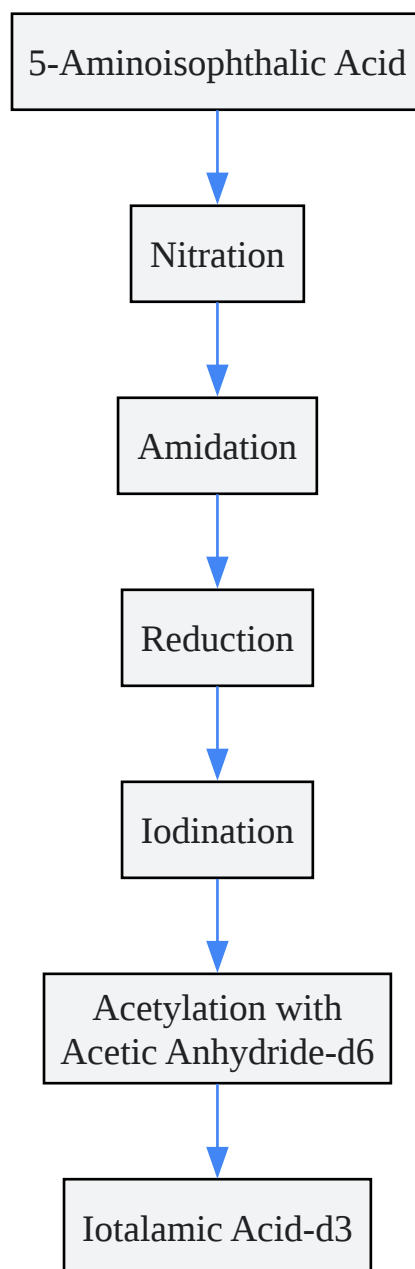 5-Aminoisophthalic Acid
Nitration
Amidation
Reduction
Iodination
Acetylation with
Acetic Anhydride-d6
Iotalamic Acid-d3